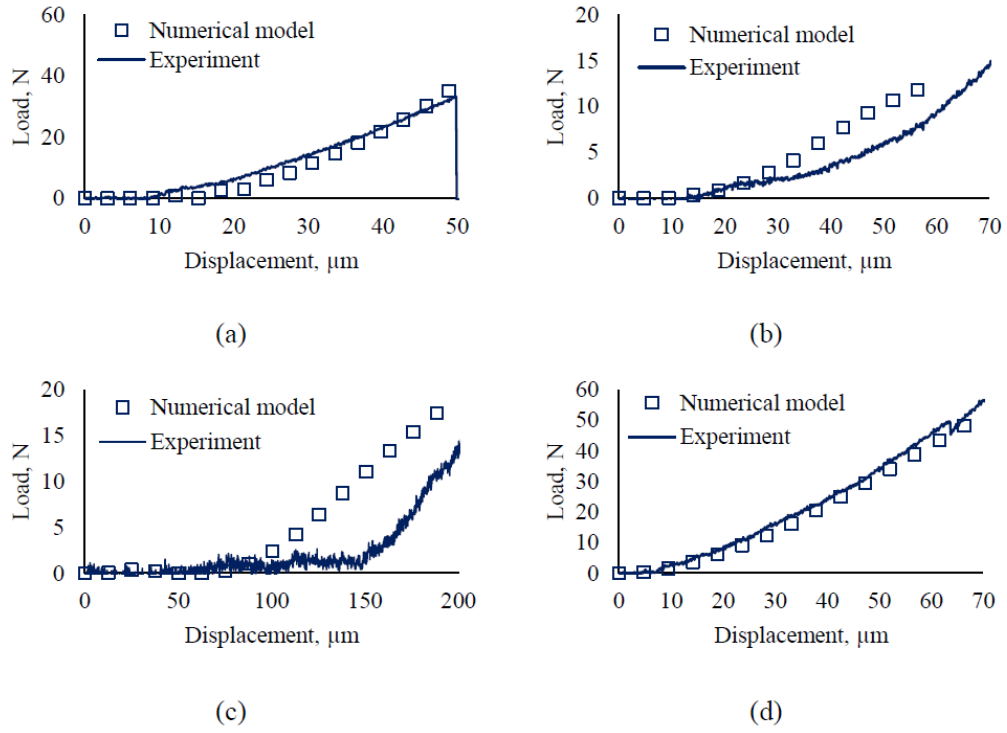 60
40
20
0
Load, N
Numerical model
Experiment
0 10 20 30 40 50
Displacement, µm
(a)
20
15
10
5
0
Load, N
Numerical model
Experiment
0 10 20 30 40 50 60 70
Displacement, µm
(b)
20
15
10
5
0
Load, N
Numerical model
Experiment
0 50 100 150 200
Displacement, µm
(c)
60
50
40
30
20
10
0
Load, N
Numerical model
Experiment
0 10 20 30 40 50 60 70
Displacement, µm
(d)